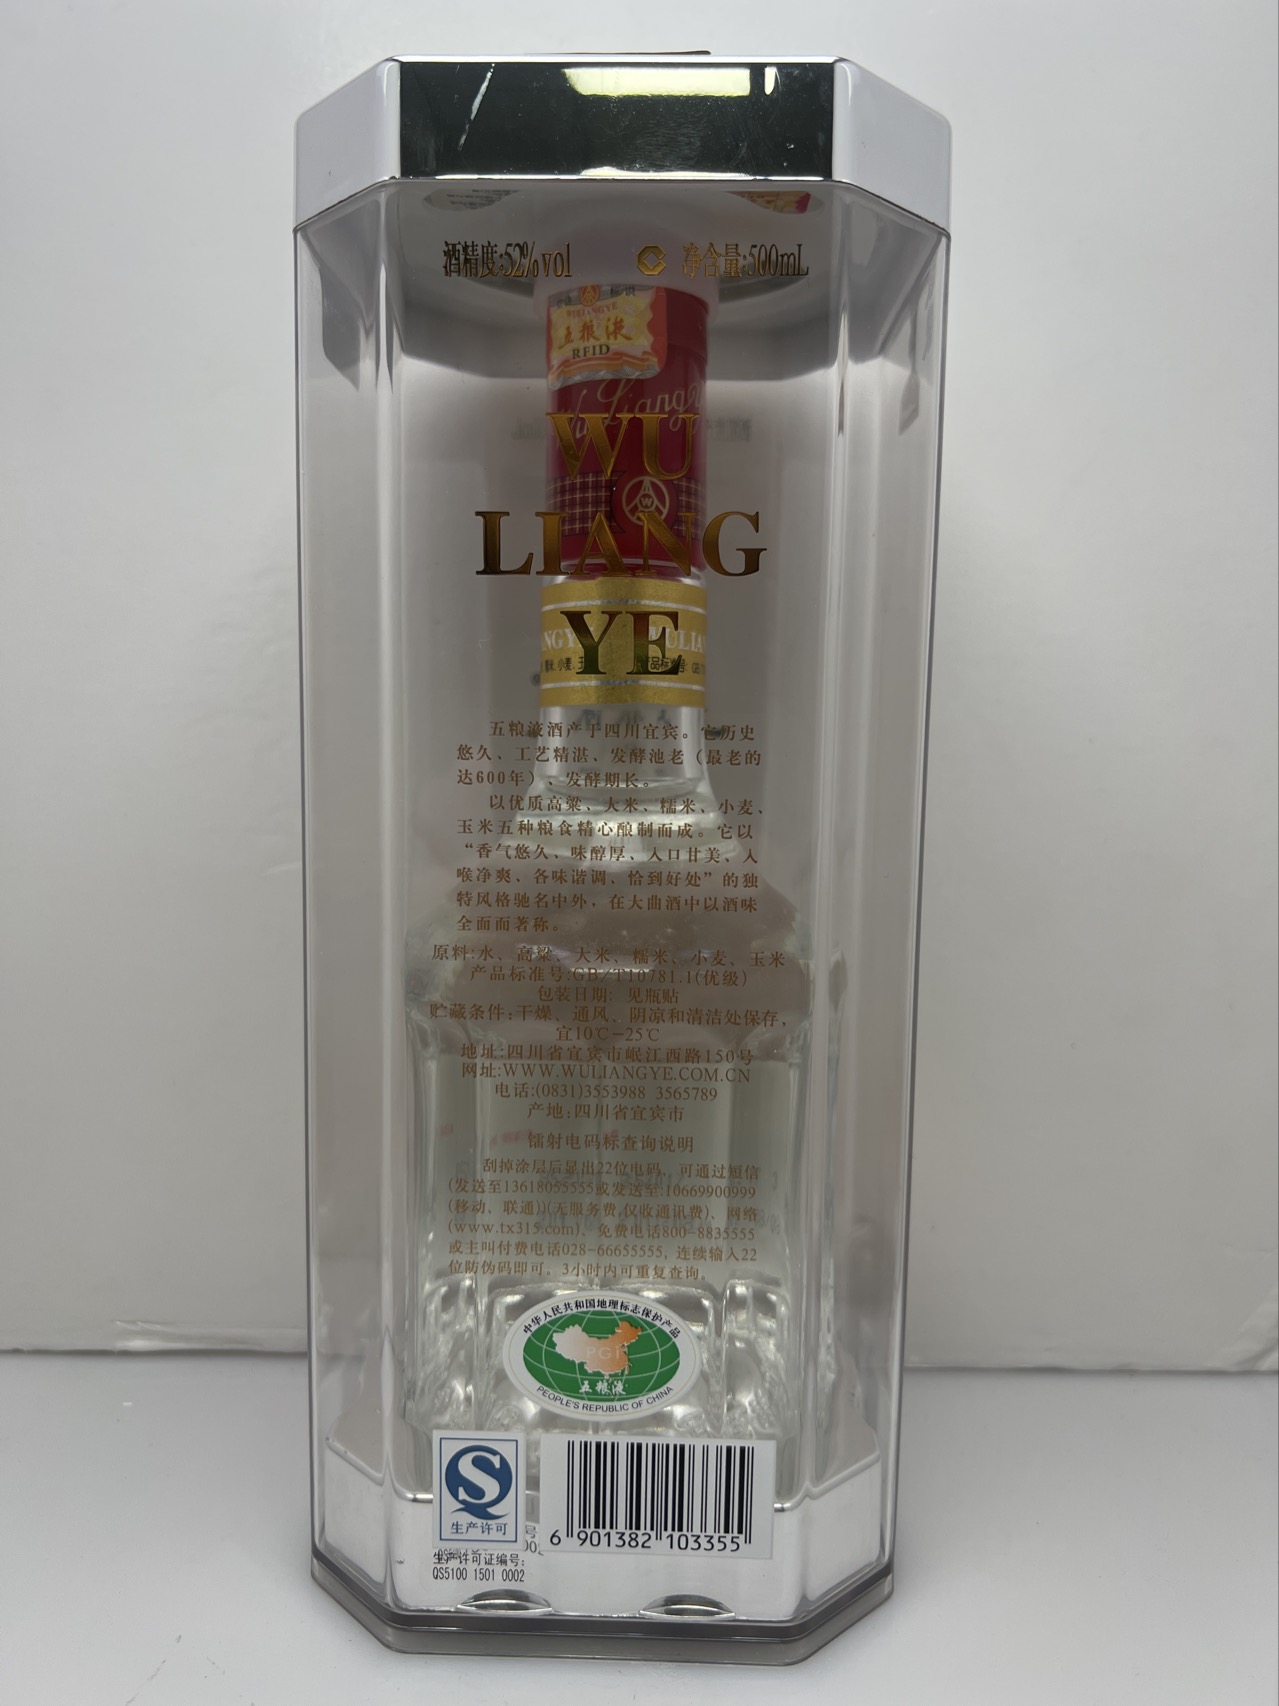 酒精度:52%vol 净含量:500mL
WULIANGYE
五粮液
RFID
WU
LIANG
YE
五粮液酒产于四川宜宾。它历史
悠久、工艺精湛、发酵池老（最老的
达600年）、发酵期长。
以优质高粱、大米、糯米、小麦、
玉米五种粮食精心酿制而成。它以
“香气悠久、味醇厚、入口甘美、入
喉净爽、各味谐调、恰到好处”的独
特风格驰名中外，在大曲酒中以酒味
全面而著称。
原料:水、高粱、大米、糯米、小麦、玉米
产品标准号:GB/T10781.1(优级)
包装日期: 见瓶贴
贮藏条件:干燥、通风、阴凉和清洁处保存,
宜10℃-25℃
地址:四川省宜宾市岷江西路150号
网址:WWW.WULIANGYE.COM.CN
电话:(0831)3553988 3565789
产地:四川省宜宾市
镭射电码标查询说明
刮掉涂层后显出22位电码，可通过短信
(发送至13618055555或发送至:10669900999
(移动、联通))(无服务费,仅收通讯费)、网络
(www.tx315.com)、免费电话800-8835555
或主叫付费电话028-66655555, 连续输入22
位防伪码即可。3小时内可重复查询。
中华人民共和国地理标志保护产品
PGI
五粮液
PEOPLE'S REPUBLIC OF CHINA
生产许可
6 901382 103355
生产许可证编号:
QS5100 1501 0002